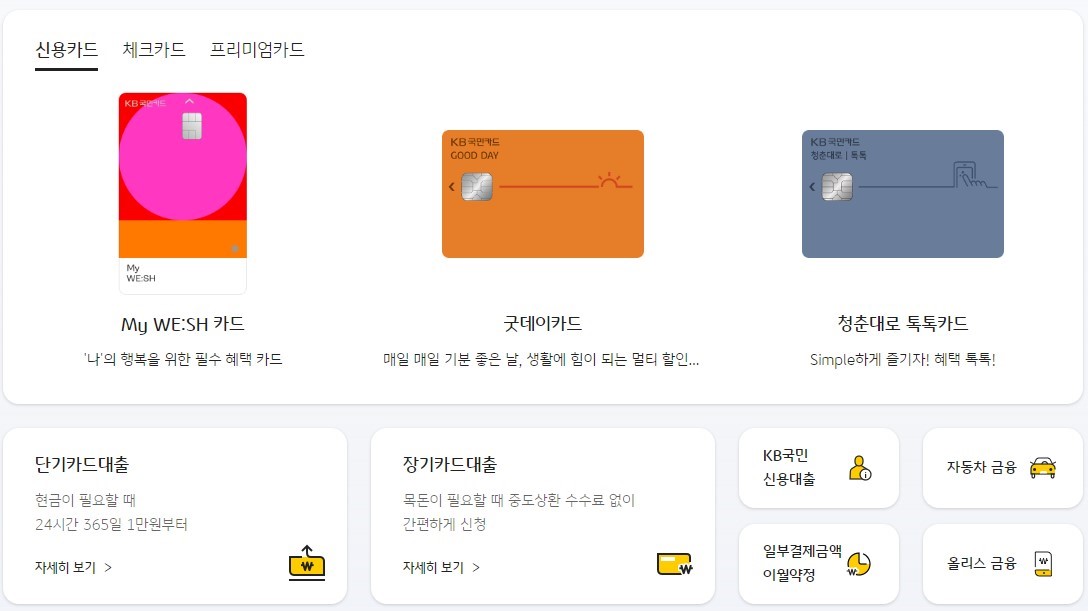 신용카드 체크카드 프리미엄카드
KB국민카드
My
WE:SH
KB국민카드
GOOD DAY
KB국민카드
청춘대로 | 톡톡
My WE:SH 카드
굿데이카드
청춘대로 톡톡카드
'나'의 행복을 위한 필수 혜택 카드
매일 매일 기분 좋은 날, 생활에 힘이 되는 멀티 할인...
Simple하게 즐기자! 혜택 톡톡!
단기카드대출
현금이 필요할 때
24시간 365일 1만원부터
자세히 보기 >
장기카드대출
목돈이 필요할 때 중도상환 수수료 없이
간편하게 신청
자세히 보기 >
KB국민
신용대출
자동차 금융
일부결제금액
이월약정
올리스 금융